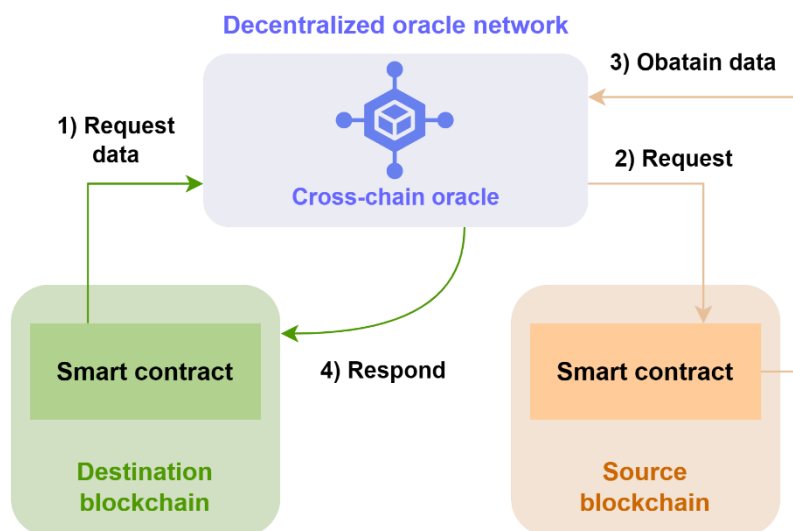 Decentralized oracle network
3) Obatain data
1) Request
data
2) Request
Cross-chain oracle
Smart contract
4) Respond
Smart contract
Destination
blockchain
Source
blockchain